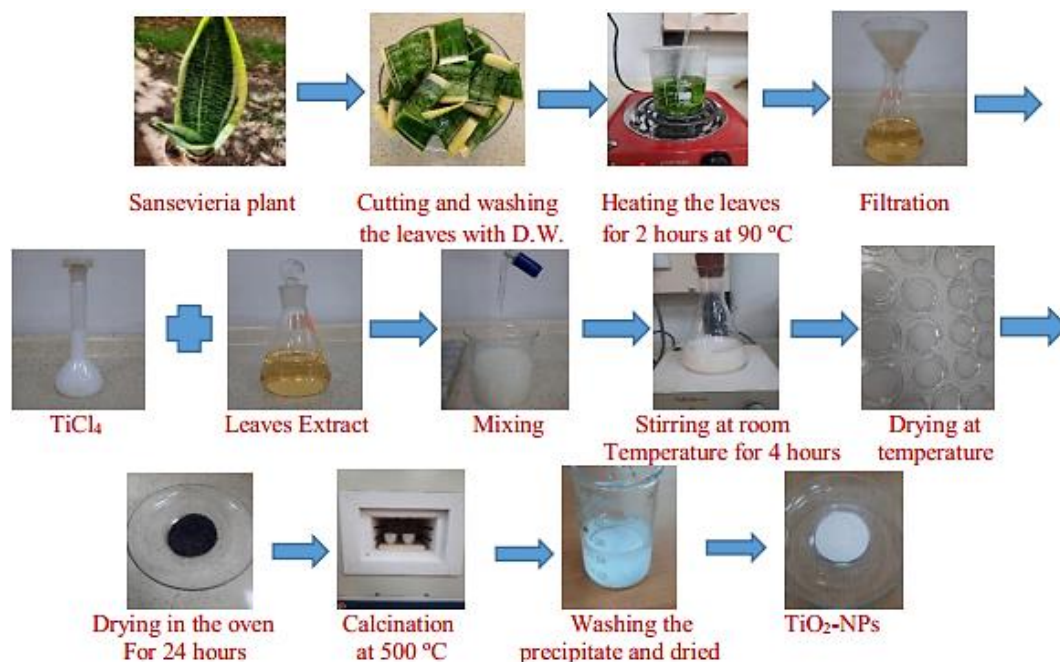 Sansevieria plant
Cutting and washing
the leaves with D.W.
Heating the leaves
for 2 hours at 90 ºC
Filtration
TiCl₄
Leaves Extract
Mixing
Stirring at room
Temperature for 4 hours
Drying at
temperature
Drying in the oven
For 24 hours
Calcination
at 500 ºC
Washing the
precipitate and dried
TiO₂-NPs